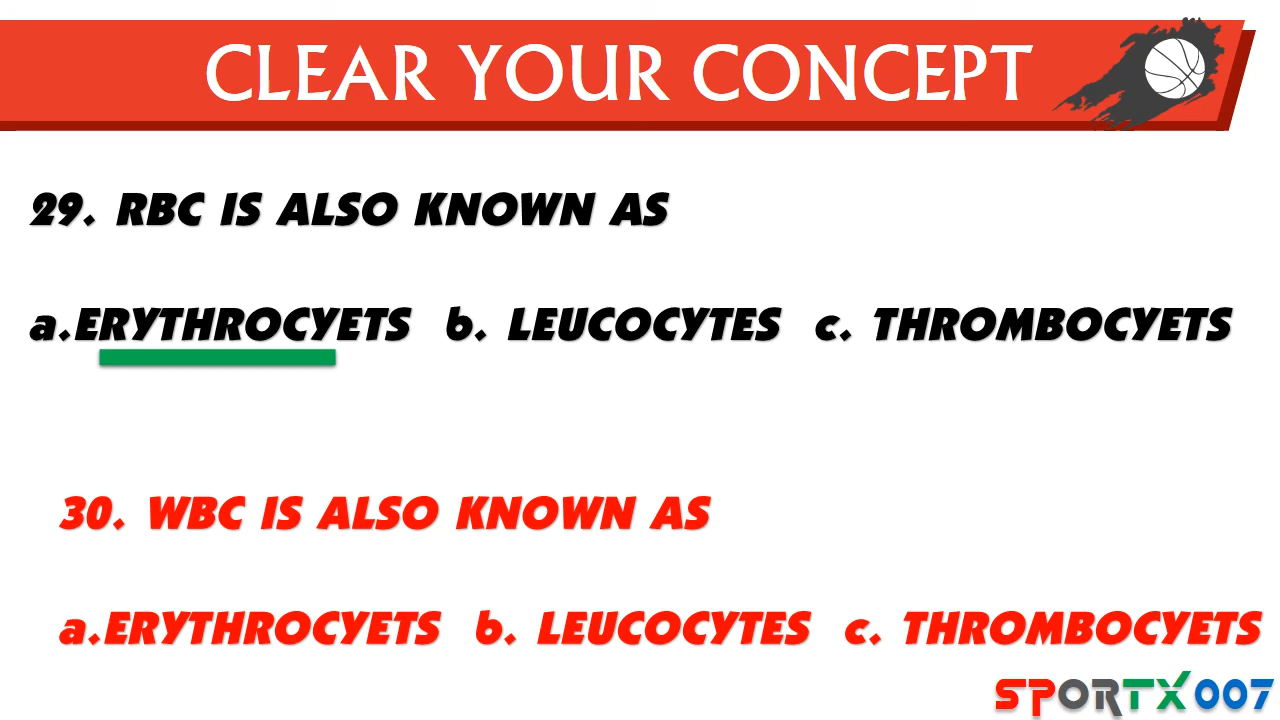 CLEAR YOUR CONCEPT
29. RBC IS ALSO KNOWN AS
a.ERYTHROCYETS b. LEUCOCYTES c. THROMBOCYETS
30. WBC IS ALSO KNOWN AS
a.ERYTHROCYETS b. LEUCOCYTES c. THROMBOCYETS
SPORTX007